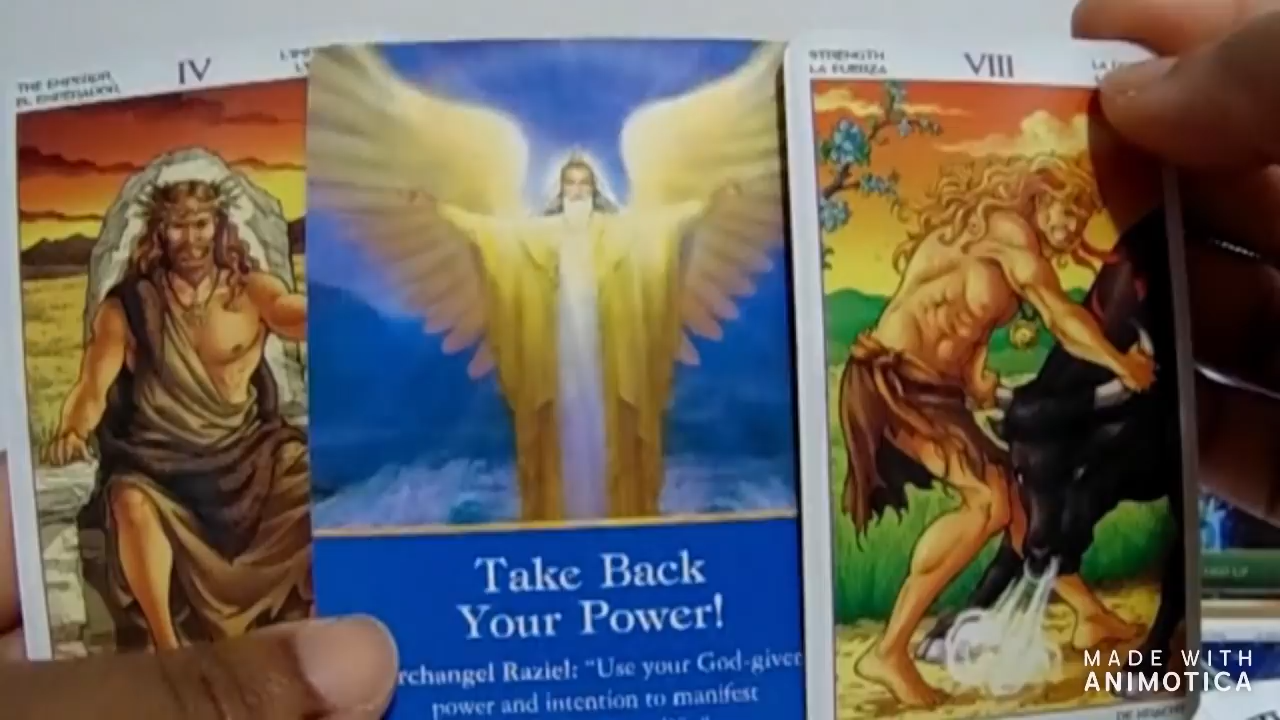 THE EMPEROR
EL EMPERADOR
IV
STRENGTH
LA FUERZA
VIII
Take Back
Your Power!
rchangel Raziel: "Use your God-given
power and intention to manifest
MADE WITH
ANIMOTICA